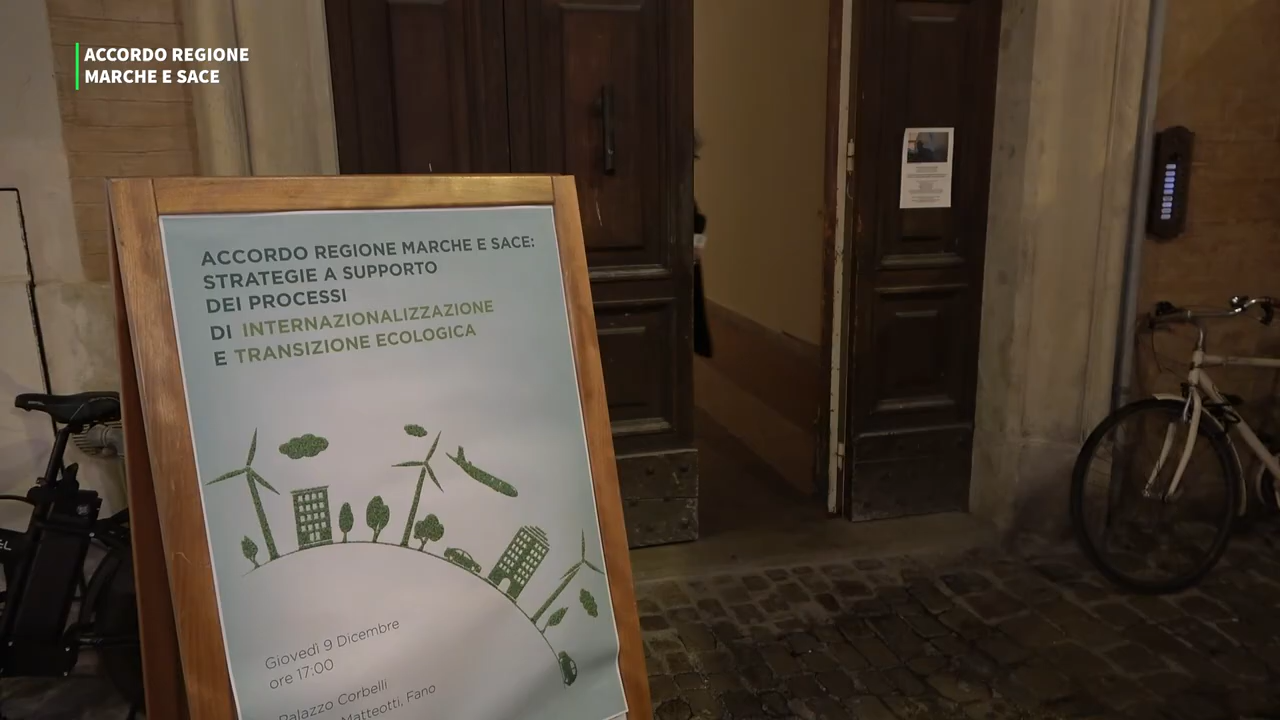 ACCORDO REGIONE
MARCHE E SACE
ACCORDO REGIONE MARCHE E SACE:
STRATEGIE A SUPPORTO
DEI PROCESSI
DI INTERNAZIONALIZZAZIONE
E TRANSIZIONE ECOLOGICA
Giovedì 9 Dicembre
ore 17:00
Palazzo Corbelli
Matteotti, Fano